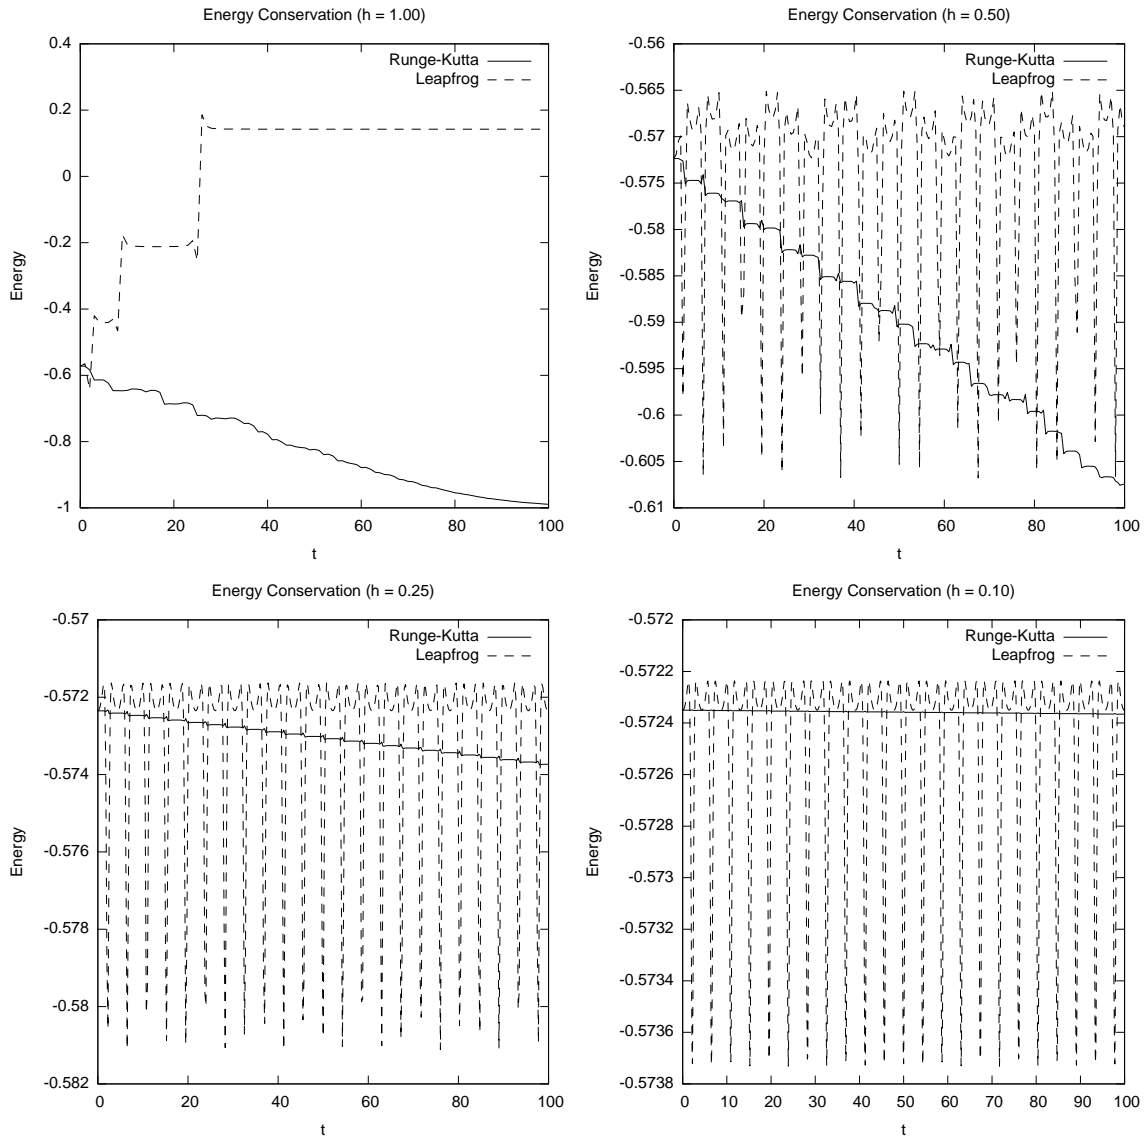 Energy Conservation (h = 1.00)
0.4
0.2
0
-0.2
-0.4
-0.6
-0.8
-1
0 20 40 60 80 100
Energy
t
Runge-Kutta
Leapfrog
Energy Conservation (h = 0.50)
-0.56
-0.565
-0.57
-0.575
-0.58
-0.585
-0.59
-0.595
-0.6
-0.605
-0.61
0 20 40 60 80 100
Energy
t
Runge-Kutta
Leapfrog
Energy Conservation (h = 0.25)
-0.57
-0.572
-0.574
-0.576
-0.578
-0.58
-0.582
0 20 40 60 80 100
Energy
t
Runge-Kutta
Leapfrog
Energy Conservation (h = 0.10)
-0.572
-0.5722
-0.5724
-0.5726
-0.5728
-0.573
-0.5732
-0.5734
-0.5736
-0.5738
0 10 20 30 40 50 60 70 80 90 100
Energy
t
Runge-Kutta
Leapfrog